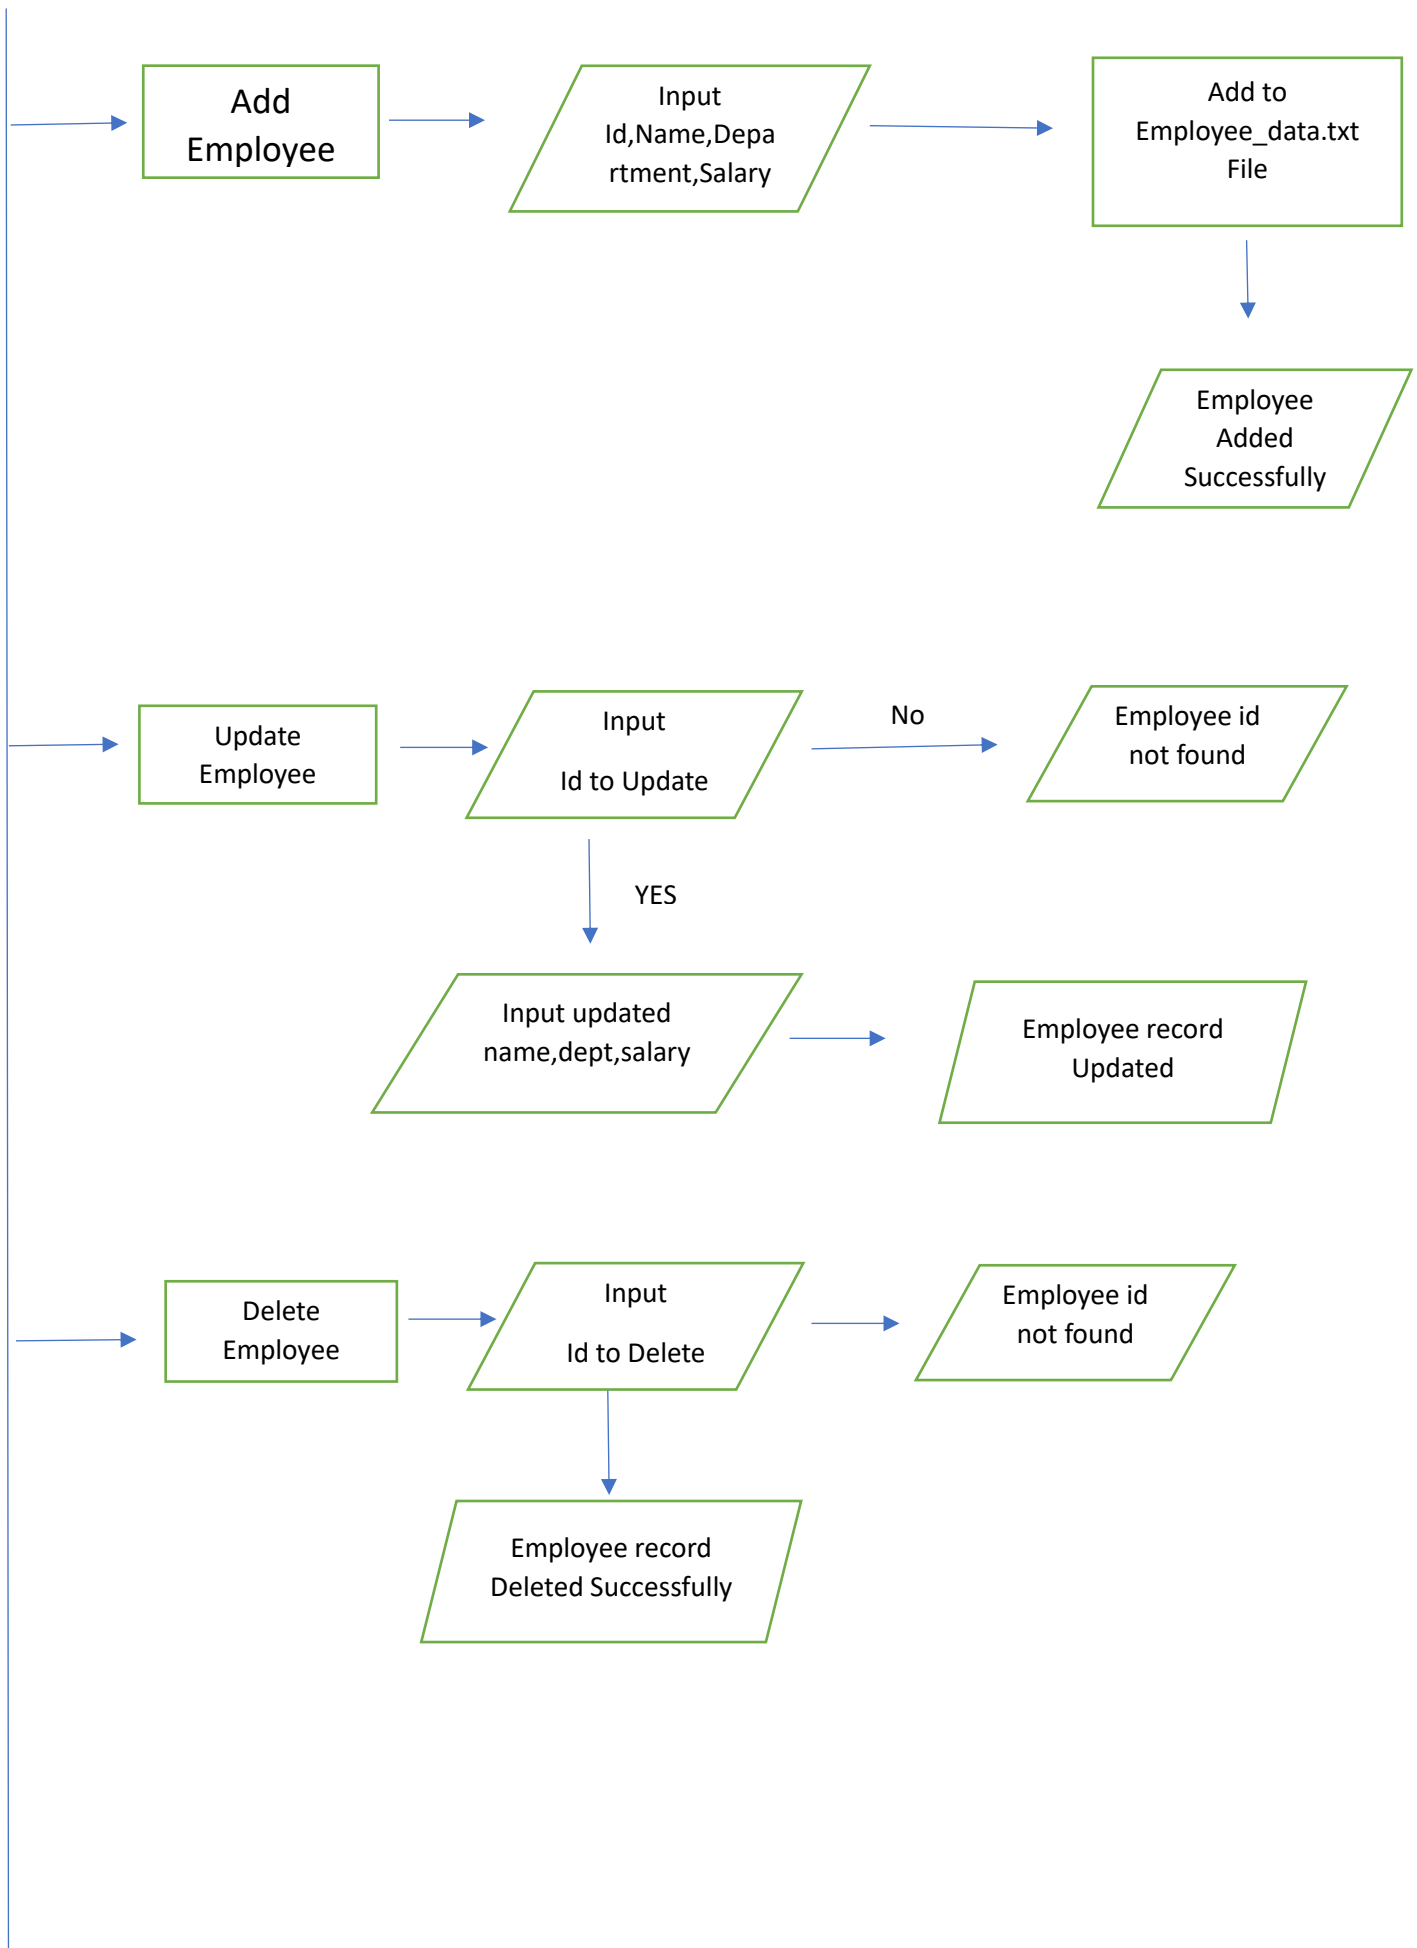 Add
Employee
Input
Id,Name,Depa
rtment,Salary
Add to
Employee_data.txt
File
Employee
Added
Successfully
Update
Employee
Input
Id to Update
No
Employee id
not found
YES
Input updated
name,dept,salary
Employee record
Updated
Delete
Employee
Input
Id to Delete
Employee id
not found
Employee record
Deleted Successfully